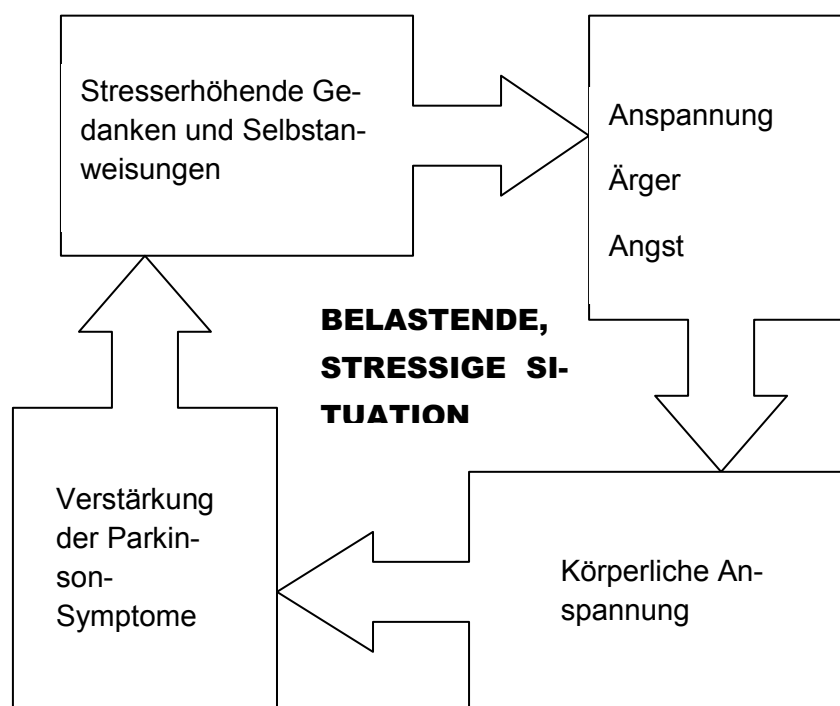 Stresserhöhende Ge-
danken und Selbstan-
weisungen
Anspannung
Ärger
Angst
BELASTENDE,
STRESSIGE SI-
TUATION
Verstärkung
der Parkin-
son-
Symptome
Körperliche An-
spannung